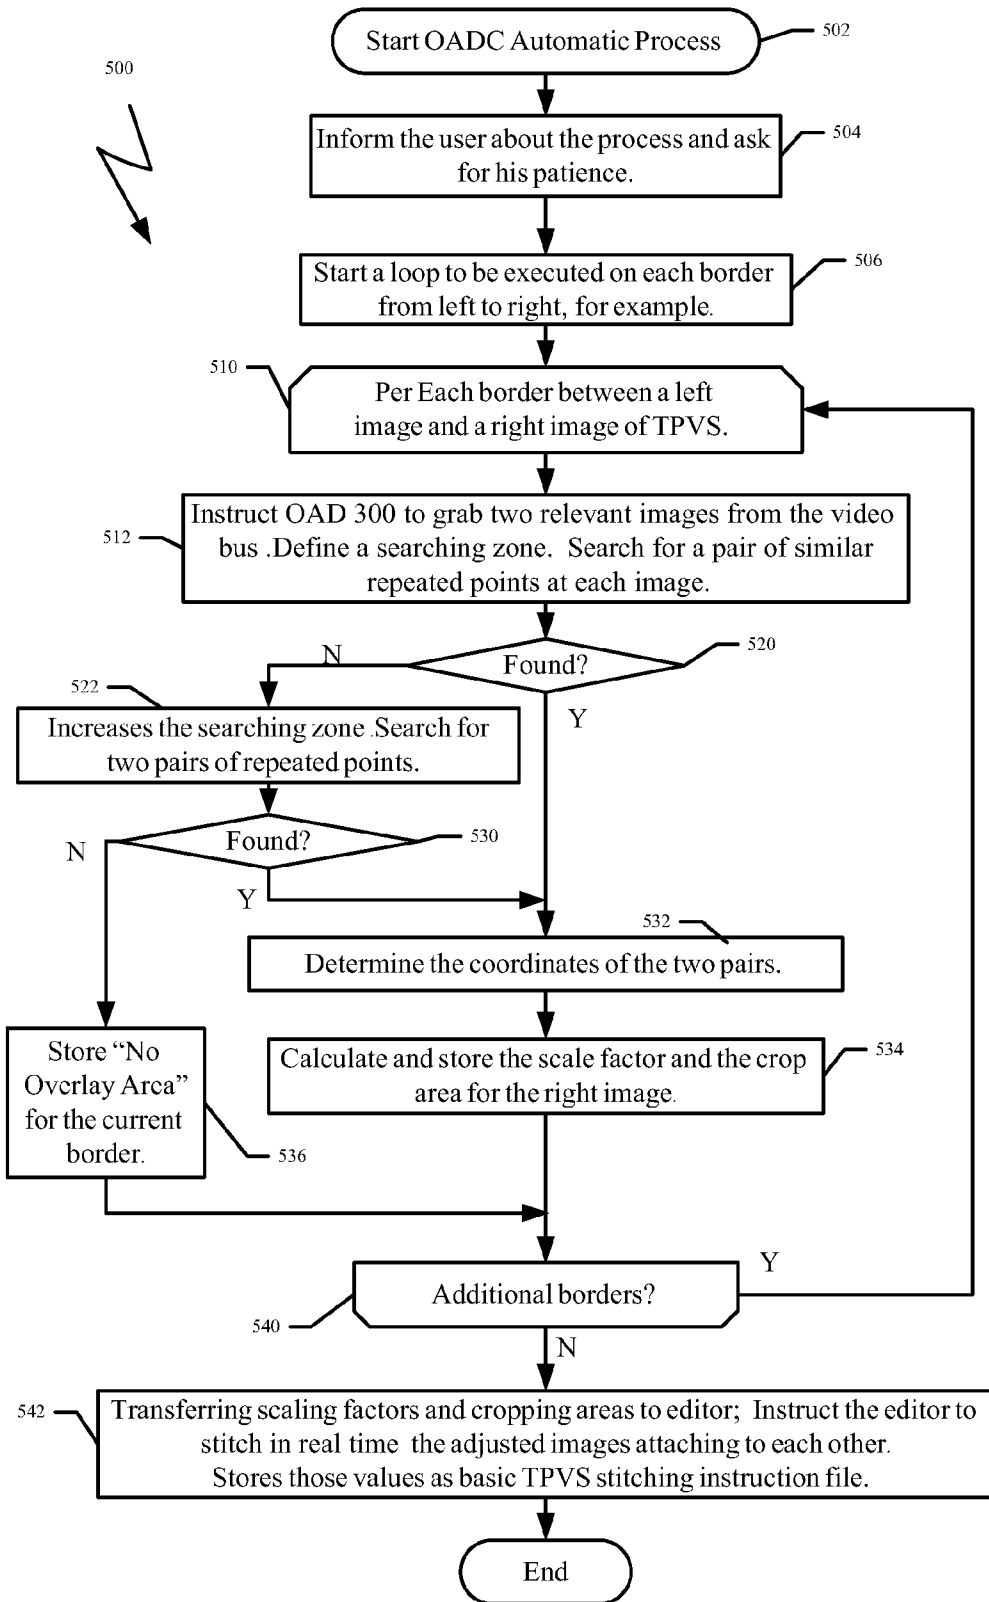 Start OADC Automatic Process
502
500
Inform the user about the process and ask
for his patience.
504
Start a loop to be executed on each border
from left to right, for example.
506
510
Per Each border between a left
image and a right image of TPVS.
512
Instruct OAD 300 to grab two relevant images from the video
bus .Define a searching zone. Search for a pair of similar
repeated points at each image.
Found?
520
N
Y
522
Increases the searching zone .Search for
two pairs of repeated points.
Found?
530
N
Y
532
Determine the coordinates of the two pairs.
Store “No
Overlay Area”
for the current
border.
536
Calculate and store the scale factor and the crop
area for the right image.
534
Additional borders?
Y
540
N
542
Transferring scaling factors and cropping areas to editor; Instruct the editor to
stitch in real time the adjusted images attaching to each other.
Stores those values as basic TPVS stitching instruction file.
End